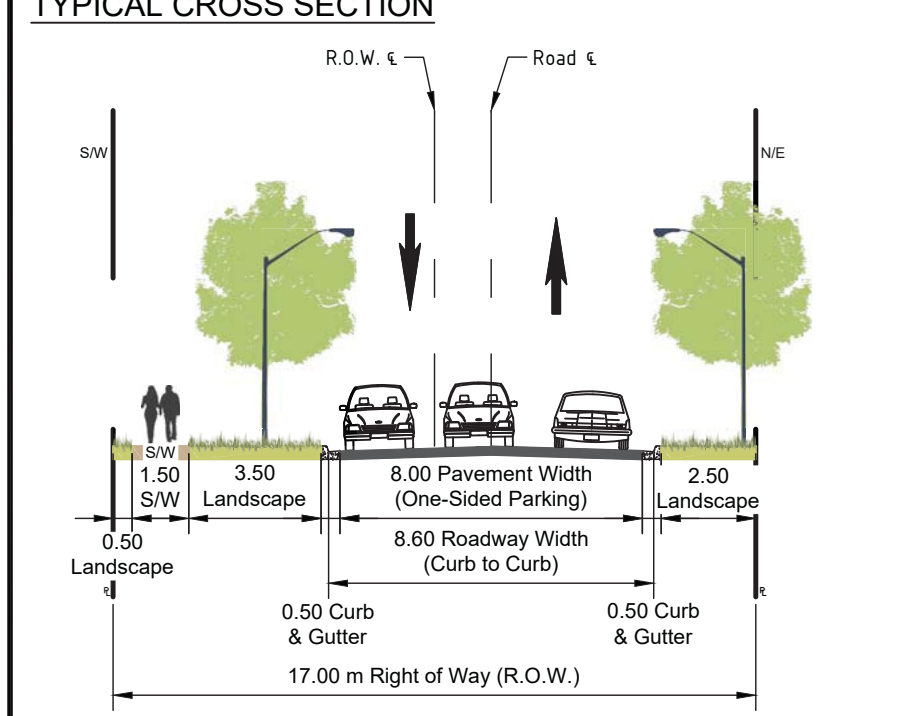 TYPICAL CROSS SECTION
R.O.W. ℄
Road ℄
S/W
N/E
S/W
1.50
S/W
3.50
Landscape
8.00 Pavement Width
(One-Sided Parking)
2.50
Landscape
0.50
Landscape
8.60 Roadway Width
(Curb to Curb)
℄
℄
0.50 Curb
& Gutter
0.50 Curb
& Gutter
17.00 m Right of Way (R.O.W.)